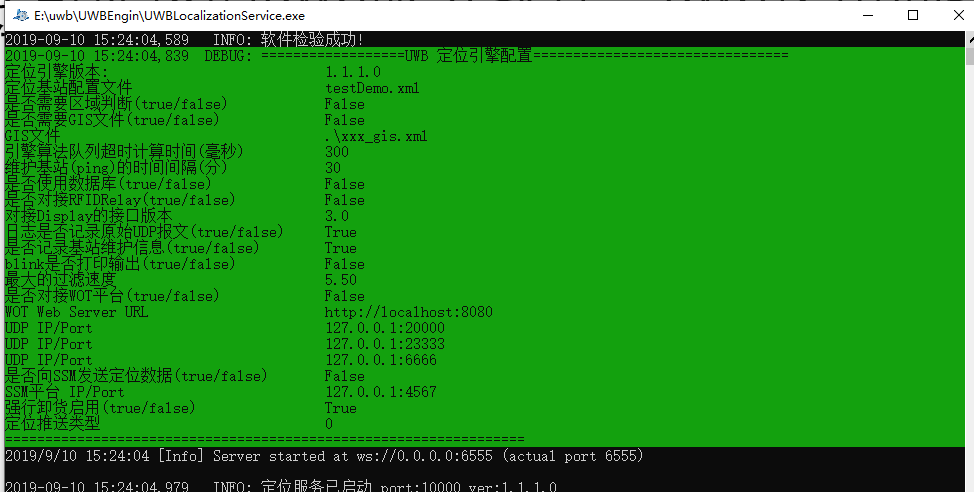 E:\uwb\UWBEngin\UWBLocalizationService.exe
2019-09-10 15:24:04,589 INFO: 软件检验成功!
2019-09-10 15:24:04,839 DEBUG: ==================UWB 定位引擎配置================================
定位引擎版本: 1.1.1.0
定位基站配置文件 testDemo.xml
是否需要区域判断(true/false) False
是否需要GIS文件(true/false) False
GIS文件 .\xxx_gis.xml
引擎算法队列超时计算时间(毫秒) 300
维护基站(ping)的时间间隔(分) 30
是否使用数据库(true/false) False
是否对接RFIDRelay(true/false) False
对接Display的接口版本 3.0
日志是否记录原始UDP报文(true/false) True
是否记录基站维护信息(true/false) True
blink是否打印输出(true/false) False
最大的过滤速度 5.50
是否对接WOT平台(true/false) False
WOT Web Server URL http://localhost:8080
UDP IP/Port 127.0.0.1:20000
UDP IP/Port 127.0.0.1:23333
UDP IP/Port 127.0.0.1:6666
是否向SSM发送定位数据(true/false) False
SSM平台 IP/Port 127.0.0.1:4567
强行卸货启用(true/false) True
定位推送类型 0
=================================================================
2019/9/10 15:24:04 [Info] Server started at ws://0.0.0.0:6555 (actual port 6555)
2019-09-10 15:24:04,979 INFO: 定位服务已启动 port:10000 ver:1.1.1.0